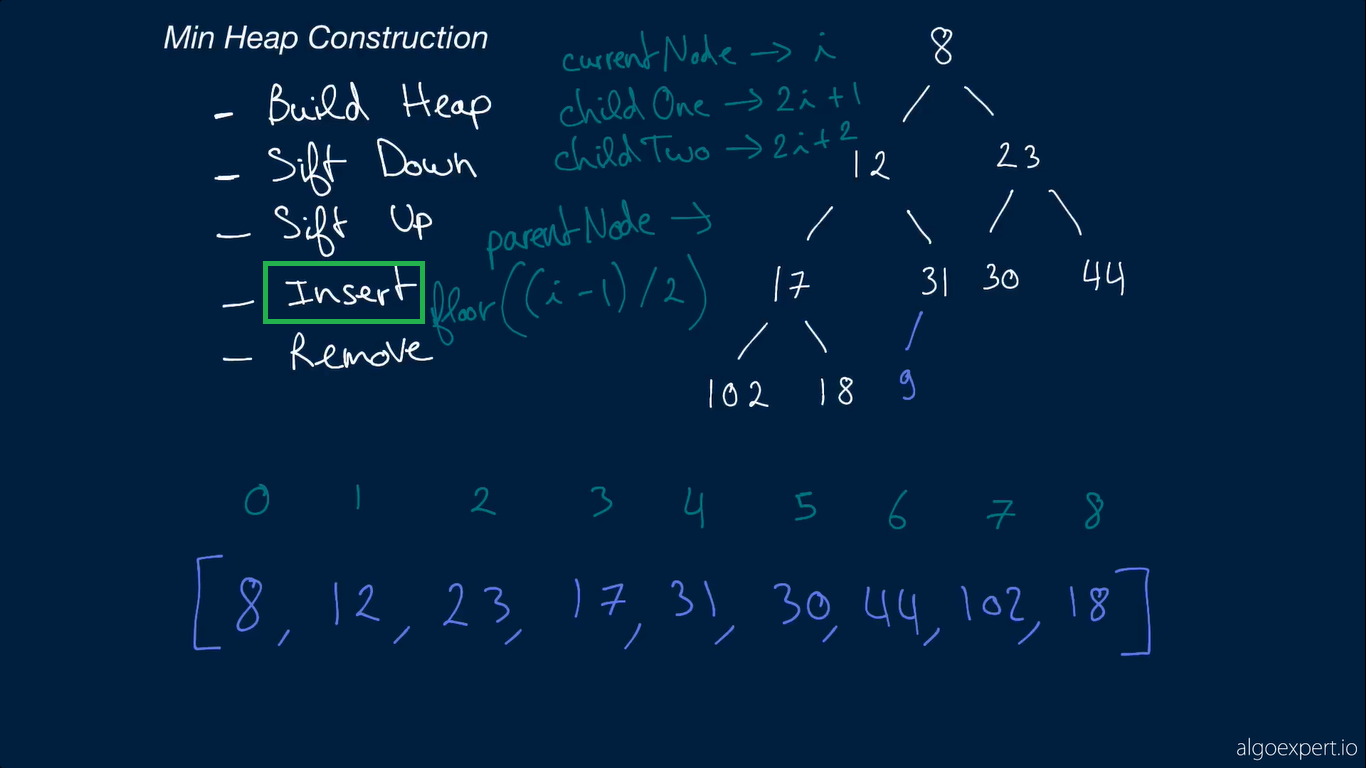 Min Heap Construction
- Build Heap
- Sift Down
- Sift Up
- Insert
- Remove
currentNode → i
childOne → 2i+1
childTwo → 2i+2
parentNode →
floor((i-1)/2)
8
12 23
17 31 30 44
102 18 9
0 1 2 3 4 5 6 7 8
[8, 12, 23, 17, 31, 30, 44, 102, 18]
algoexpert.io